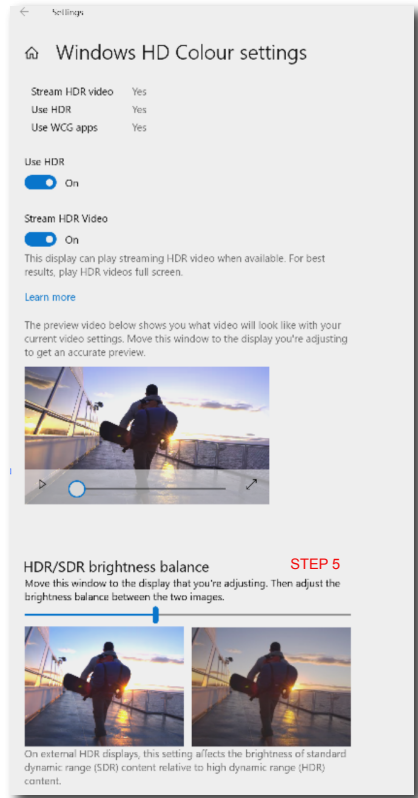 Settings
Windows HD Colour settings
Stream HDR video Yes
Use HDR Yes
Use WCG apps Yes
Use HDR
On
Stream HDR Video
On
This display can play streaming HDR video when available. For best
results, play HDR videos full screen.
Learn more
The preview video below shows you what video will look like with your
current video settings. Move this window to the display you're adjusting
to get an accurate preview.
HDR/SDR brightness balance STEP 5
Move this window to the display that you're adjusting. Then adjust the
brightness balance between the two images.
On external HDR displays, this setting affects the brightness of standard
dynamic range (SDR) content relative to high dynamic range (HDR)
content.